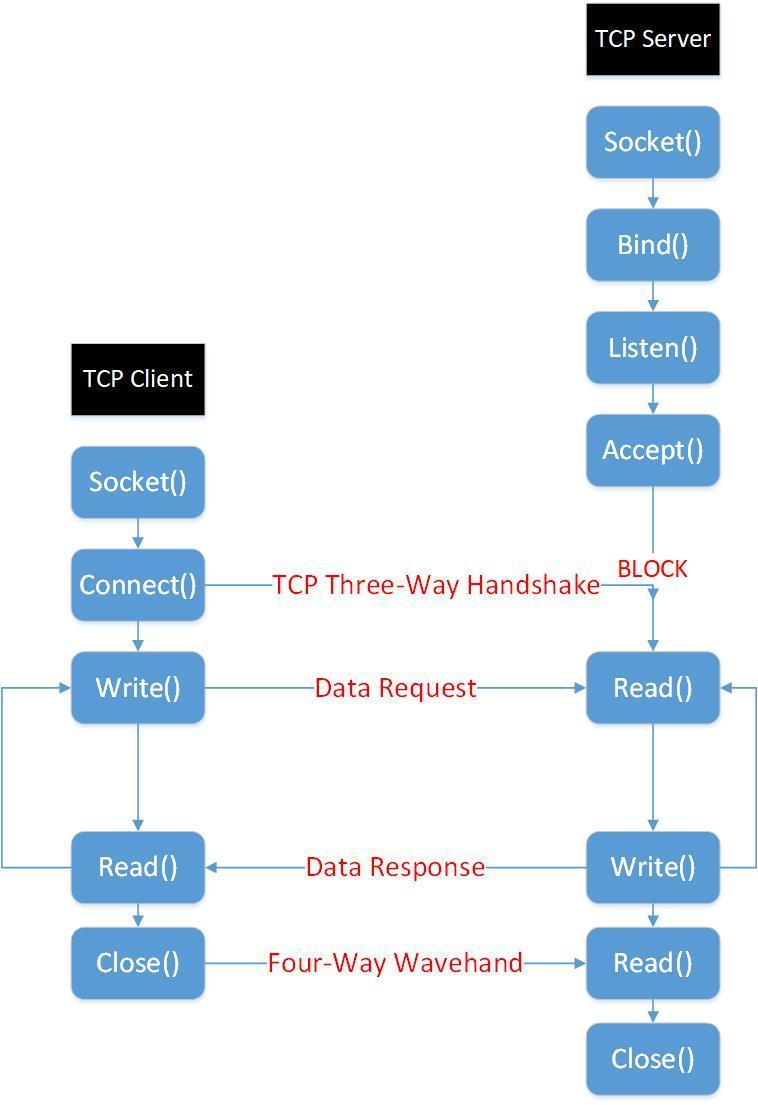 TCP Server
Socket()
Bind()
Listen()
TCP Client
Accept()
Socket()
BLOCK
Connect()
TCP Three-Way Handshake
Write()
Data Request
Read()
Read()
Data Response
Write()
Close()
Four-Way Wavehand
Read()
Close()